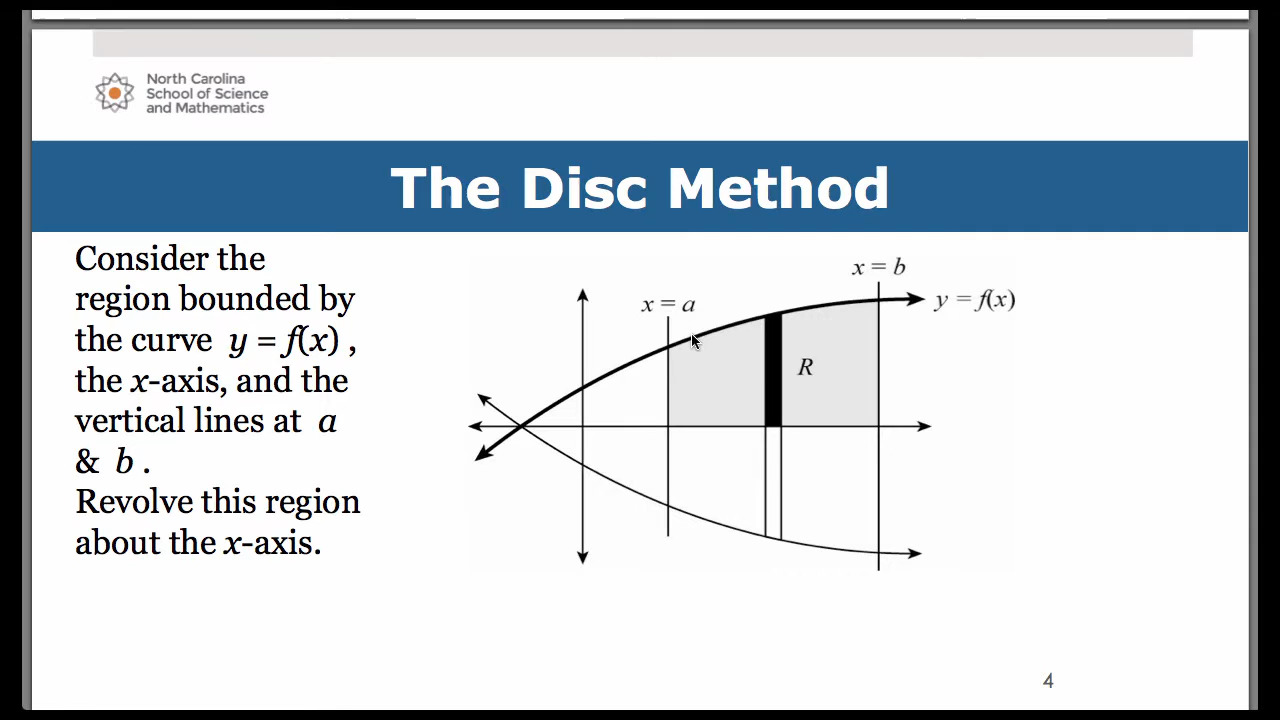 North Carolina
School of Science
and Mathematics
The Disc Method
Consider the
region bounded by
the curve y = f(x) ,
the x-axis, and the
vertical lines at a
& b .
Revolve this region
about the x-axis.
x = b
x = a
y = f(x)
R
4